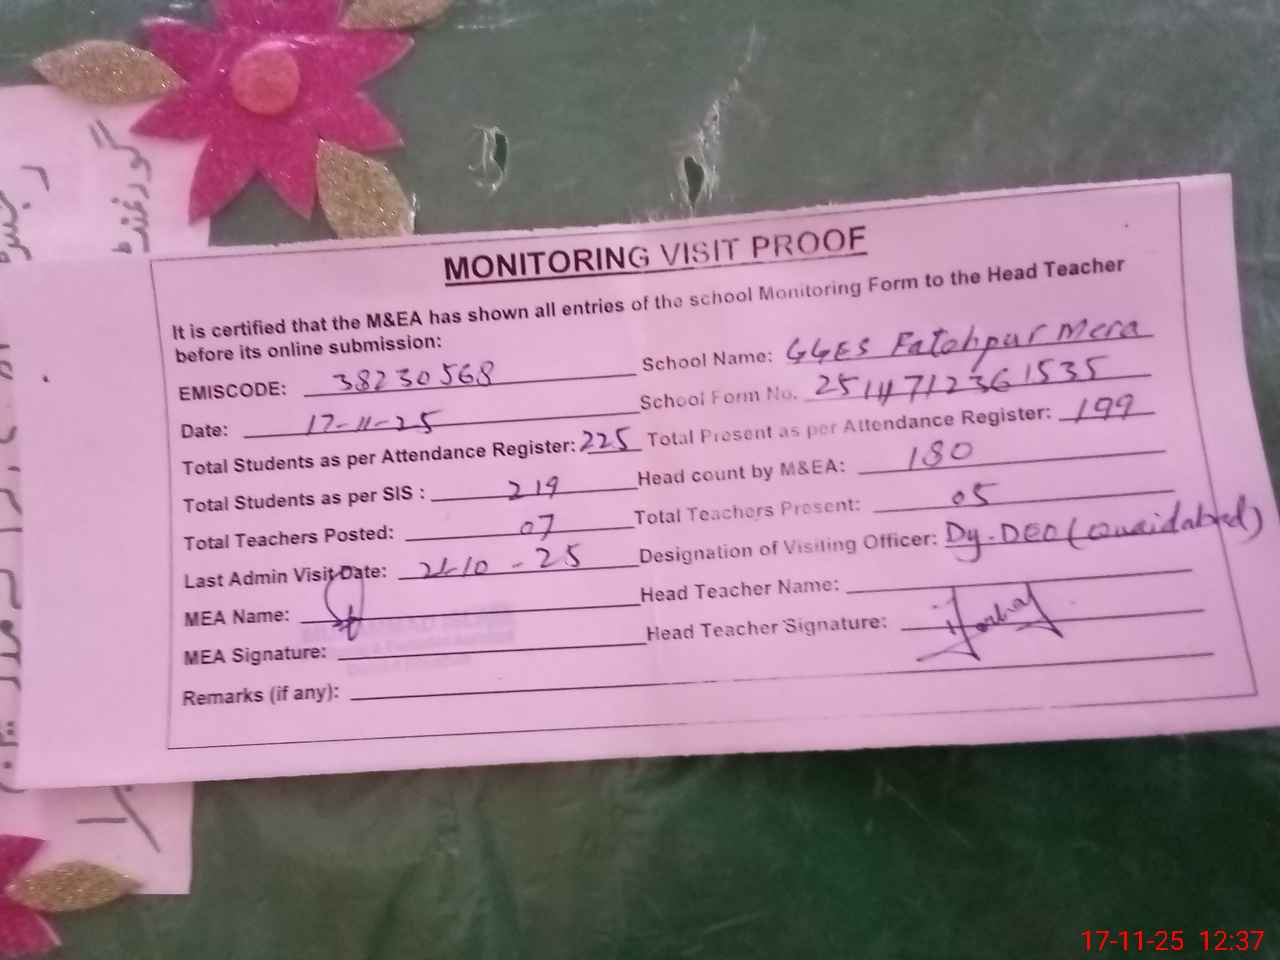 گورنمنٹ
MONITORING VISIT PROOF
It is certified that the M&EA has shown all entries of the school Monitoring Form to the Head Teacher
before its online submission:
EMISCODE: 38230568 School Name: GGES Fatehpur Mera
Date: 17-11-25 School Form No. 2511471236 1535
Total Students as per Attendance Register: 225 Total Present as per Attendance Register: 199
Total Students as per SIS : 219 Head count by M&EA: 180
Total Teachers Posted: 07 Total Teachers Present: 05
Last Admin Visit Date: 21-10-25 Designation of Visiting Officer: Dy. DEO (Quaidabad)
MEA Name: Head Teacher Name:
MEA Signature: Head Teacher Signature:
Remarks (if any):
17-11-25 12:37